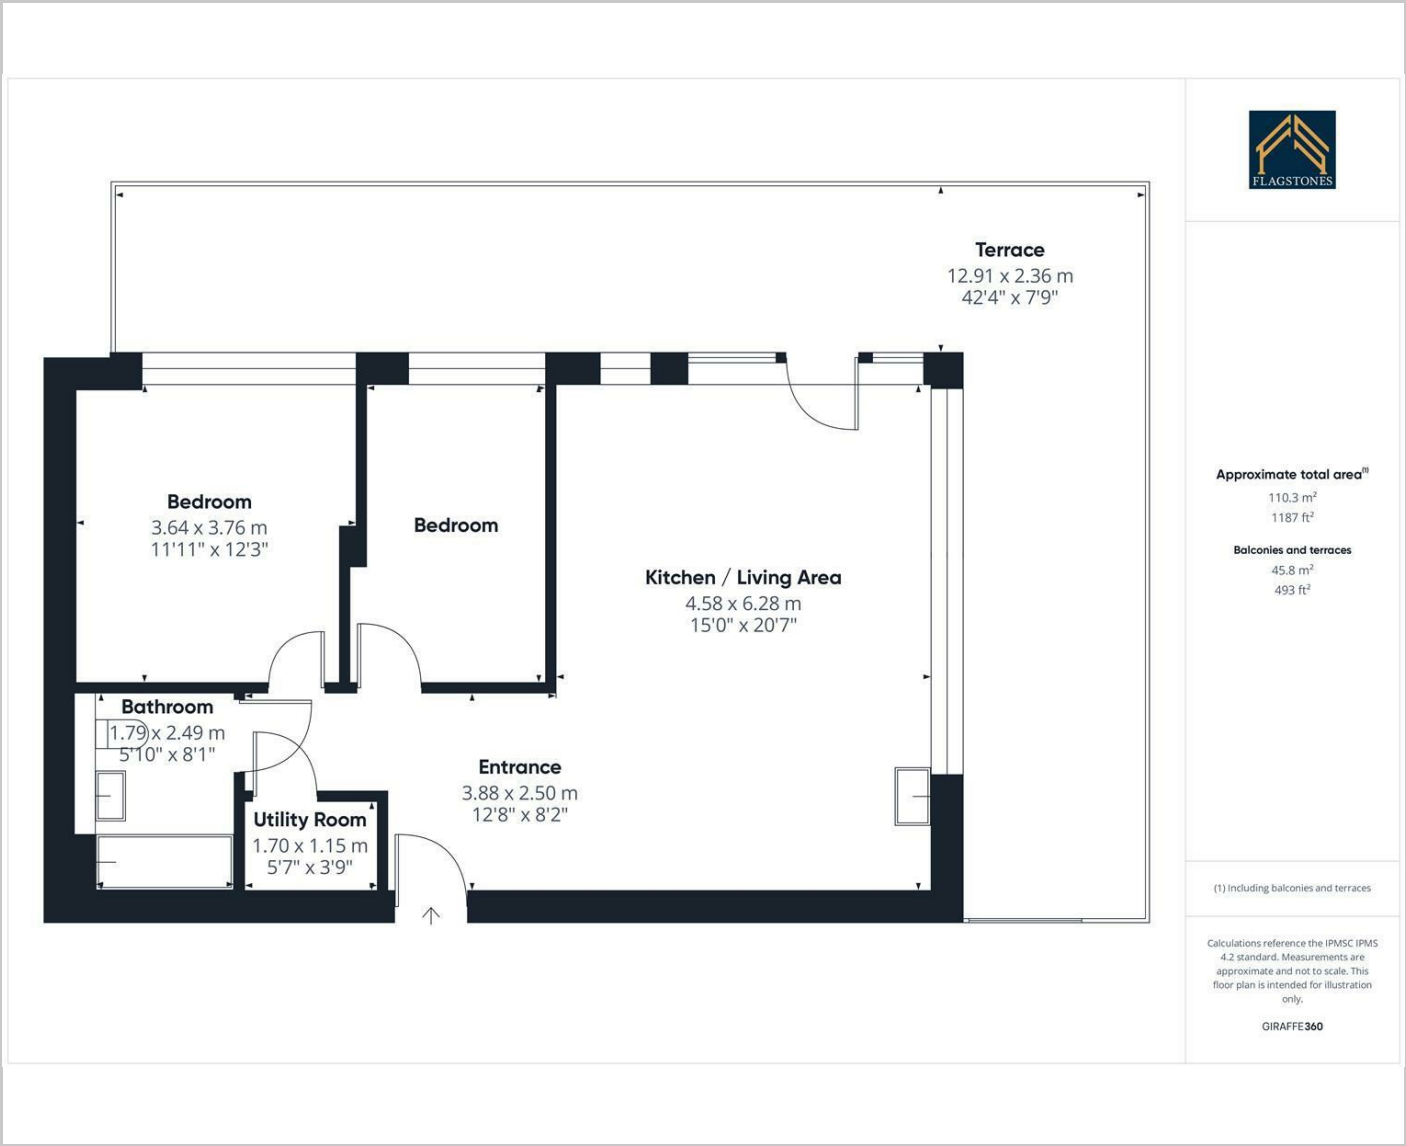 FLAGSTONES
Terrace
12.91 x 2.36 m
42'4" x 7'9"
Bedroom
3.64 x 3.76 m
11'11" x 12'3"
Bedroom
Kitchen / Living Area
4.58 x 6.28 m
15'0" x 20'7"
Bathroom
1.79 x 2.49 m
5'10" x 8'1"
Entrance
3.88 x 2.50 m
12'8" x 8'2"
Utility Room
1.70 x 1.15 m
5'7" x 3'9"
Approximate total area⁽¹⁾
110.3 m²
1187 ft²
Balconies and terraces
45.8 m²
493 ft²
(1) Including balconies and terraces
Calculations reference the IPMSC IPMS
4.2 standard. Measurements are
approximate and not to scale. This
floor plan is intended for illustration
only.
GIRAFFE360